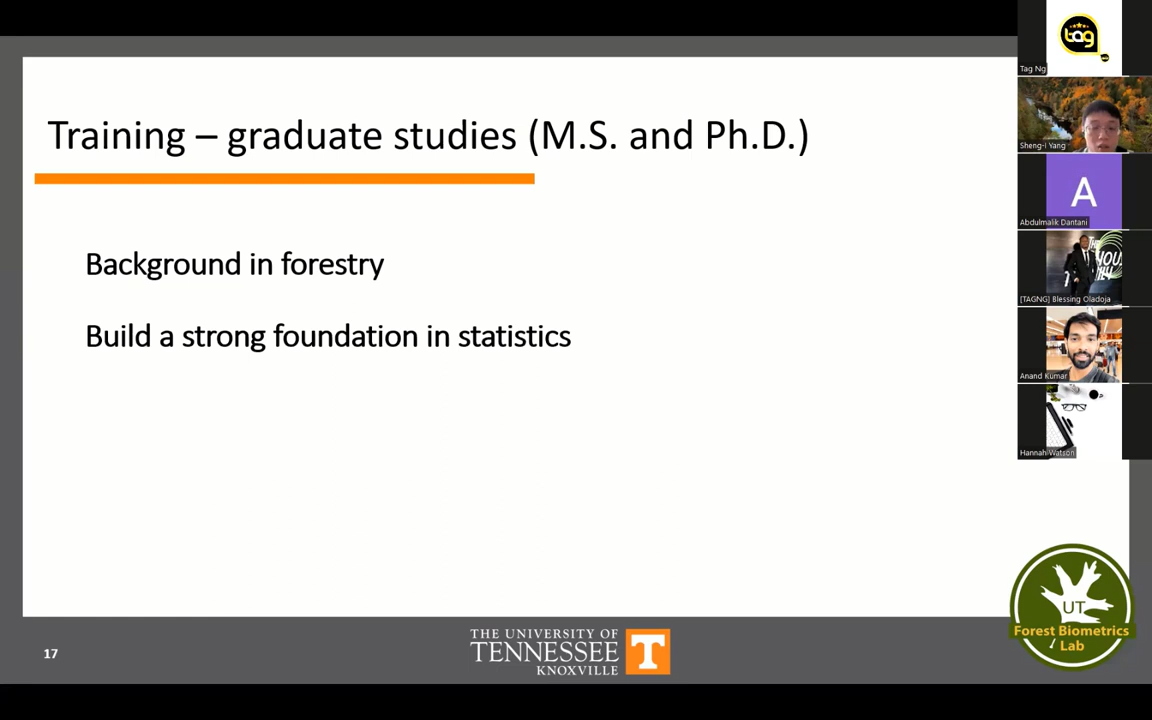 Training – graduate studies (M.S. and Ph.D.)
Background in forestry
Build a strong foundation in statistics
17
THE UNIVERSITY OF
TENNESSEE
KNOXVILLE
T
UT
Forest Biometrics
Lab
tag
Tag Ng
Sheng-i Yang
A
Abdulmalik Dantani
[TAGNG] Blessing Oladoja
Anand Kumar
Hannah Watson